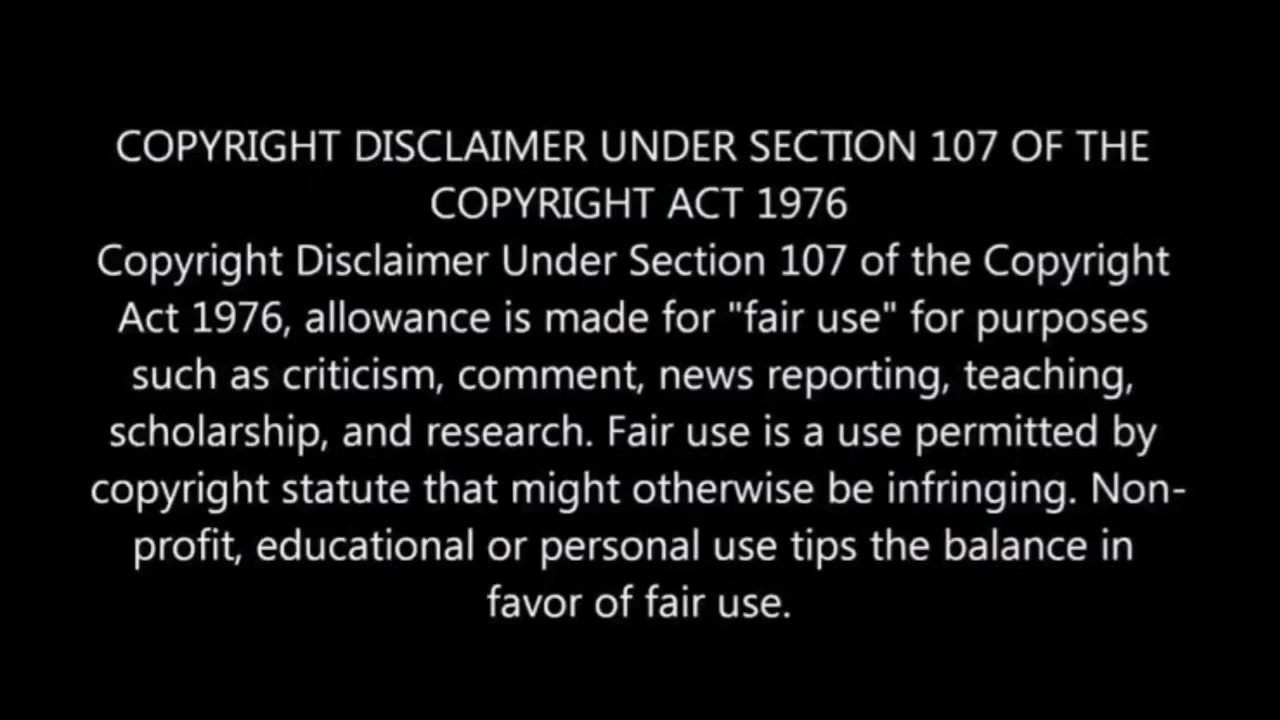 COPYRIGHT DISCLAIMER UNDER SECTION 107 OF THE
COPYRIGHT ACT 1976
Copyright Disclaimer Under Section 107 of the Copyright
Act 1976, allowance is made for "fair use" for purposes
such as criticism, comment, news reporting, teaching,
scholarship, and research. Fair use is a use permitted by
copyright statute that might otherwise be infringing. Non-
profit, educational or personal use tips the balance in
favor of fair use.